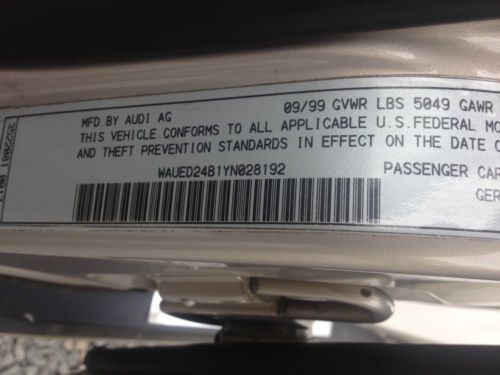 MFD.BY AUDI AG 09/99 GVWR LBS 5049 GAWR
THIS VEHICLE CONFORMS TO ALL APPLICABLE U.S.FEDERAL MO
AND THEFT PREVENTION STANDARDS IN EFFECT ON THE DATE O
WAUED24B1YN028192 PASSENGER CAR
GER